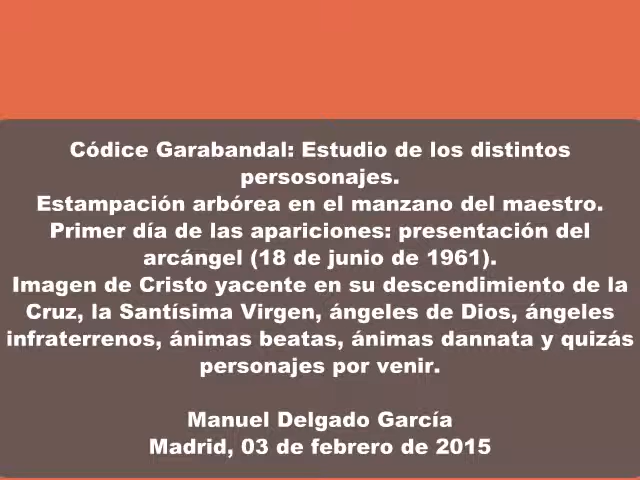 Códice Garabandal: Estudio de los distintos
persosonajes.
Estampación arbórea en el manzano del maestro.
Primer día de las apariciones: presentación del
arcángel (18 de junio de 1961).
Imagen de Cristo yacente en su descendimiento de la
Cruz, la Santísima Virgen, ángeles de Dios, ángeles
infraterrenos, ánimas beatas, ánimas dannata y quizás
personajes por venir.
Manuel Delgado García
Madrid, 03 de febrero de 2015